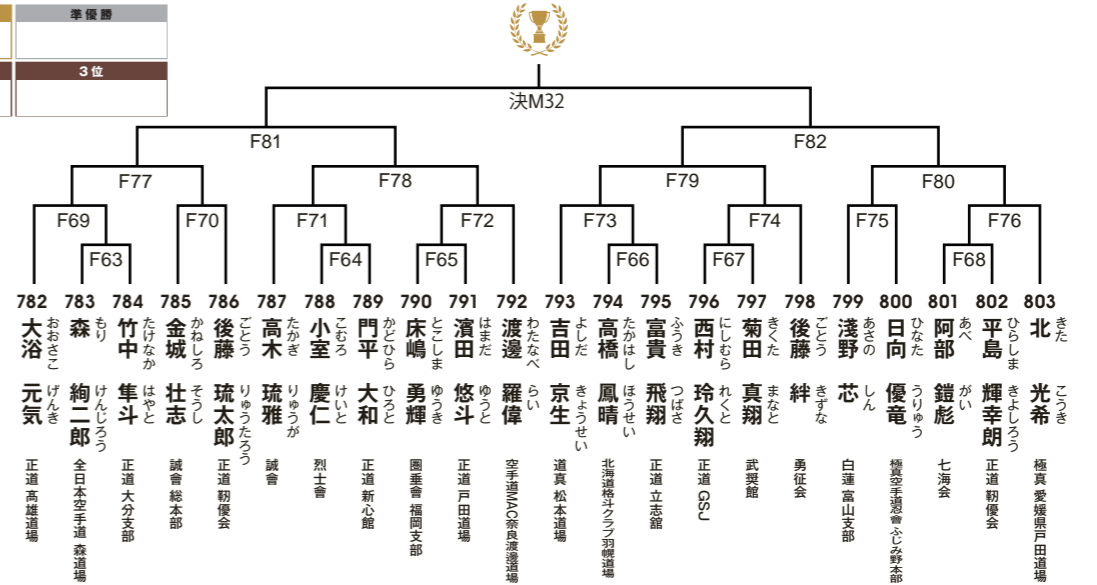 準優勝
3位
決M32
F81
F82
F77
F78
F79
F80
F69
F70
F71
F72
F73
F74
F75
F76
F63
F64
F65
F66
F67
F68
782
大浴 元気
おおさこ げんき
正道 高雄道場
783
森 絢二郎
もり けんじろう
全日本空手道 森道場
784
竹中 隼斗
たけなか はやと
正道 大分支部
785
金城 壮志
かねしろ そうし
誠會 総本部
786
後藤 琉太郎
ごとう りゅうたろう
正道 靭優会
787
高木 琉雅
たかぎ りゅうが
誠會
788
小室 慶仁
こむろ けいと
烈士會
789
門平 大和
かどひら ひろと
正道 新心館
790
床嶋 勇輝
とこしま ゆうき
圏垂會 福岡支部
791
濱田 悠斗
はまだ ゆうと
正道 戸田道場
792
渡邊 羅偉
わたなべ らい
空手道MAC奈良渡邊道場
793
吉田 京生
よしだ きょうせい
道真 松本道場
794
高橋 鳳晴
たかはし ほうせい
北海道格斗クラブ羽幌道場
795
富貴 飛翔
ふうき つばさ
正道 立志舘
796
西村 玲久翔
にしむら れくと
正道 GSJ
797
菊田 真翔
きくた まなと
武奨館
798
後藤 絆
ごとう きずな
勇征会
799
淺野 芯
あさの しん
白蓮 富山支部
800
日向 優竜
ひなた うりゅう
極真空手道忍會 ふじみ野本部
801
阿部 鎧彪
あべ がい
七海会
802
平島 輝幸朗
ひらしま きよしろう
正道 靭優会
803
北 光希
きた こうき
極真 愛媛県戸田道場